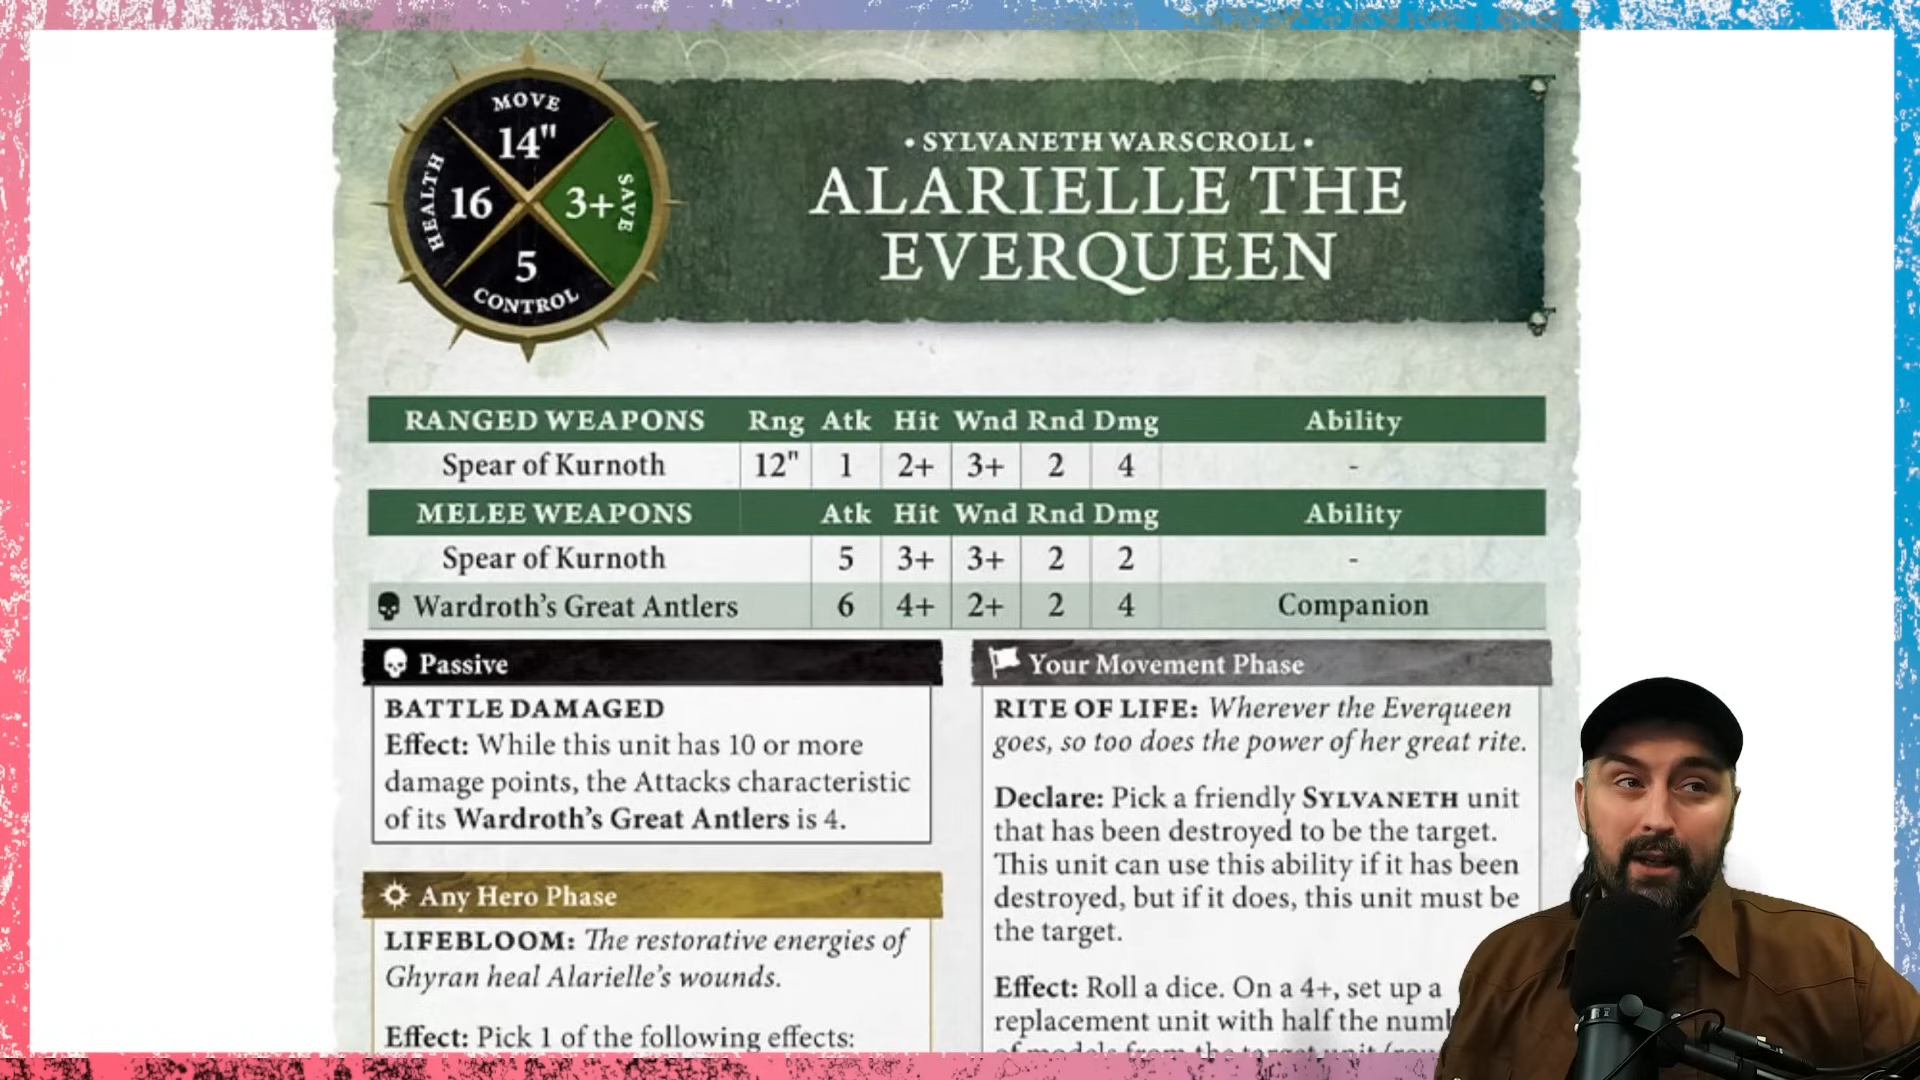 MOVE
14"
HEALTH
16
3+
SAVE
5
CONTROL
• SYLVANETH WARSCROLL •
ALARIELLE THE
EVERQUEEN
RANGED WEAPONS Rng Atk Hit Wnd Rnd Dmg Ability
Spear of Kurnoth 12" 1 2+ 3+ 2 4 -
MELEE WEAPONS Atk Hit Wnd Rnd Dmg Ability
Spear of Kurnoth 5 3+ 3+ 2 2 -
Wardroth's Great Antlers 6 4+ 2+ 2 4 Companion
Passive
BATTLE DAMAGED
Effect: While this unit has 10 or more
damage points, the Attacks characteristic
of its Wardroth's Great Antlers is 4.
Any Hero Phase
LIFEBLOOM: The restorative energies of
Ghyran heal Alarielle's wounds.
Effect: Pick 1 of the following effects:
Your Movement Phase
RITE OF LIFE: Wherever the Everqueen
goes, so too does the power of her great rite.
Declare: Pick a friendly SYLVANETH unit
that has been destroyed to be the target.
This unit can use this ability if it has been
destroyed, but if it does, this unit must be
the target.
Effect: Roll a dice. On a 4+, set up a
replacement unit with half the
of models from the target unit